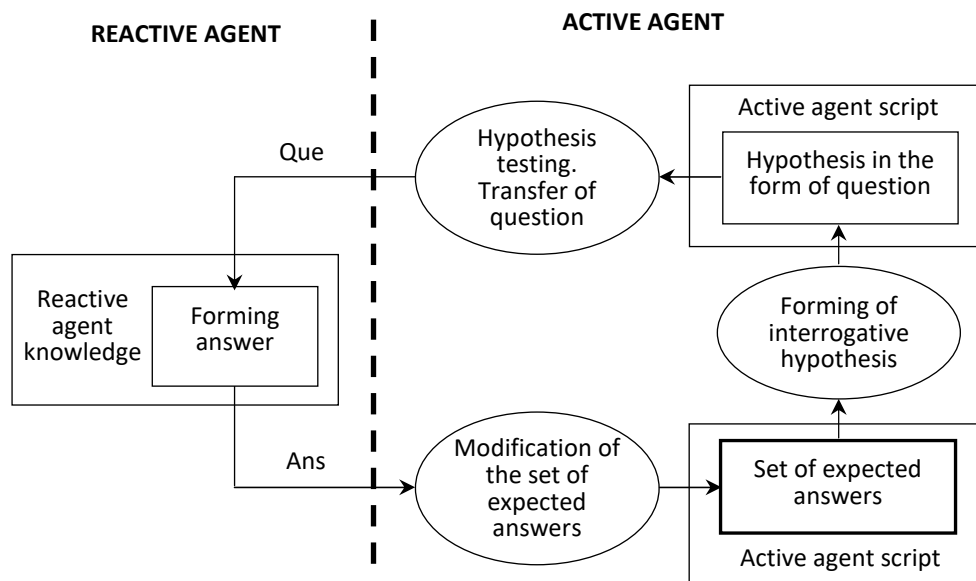 REACTIVE AGENT
ACTIVE AGENT
Active agent script
Que
Hypothesis
testing.
Transfer of
question
Hypothesis in the
form of question
Reactive
agent
knowledge
Forming
answer
Forming of
interrogative
hypothesis
Ans
Modification of
the set of
expected
answers
Set of expected
answers
Active agent script